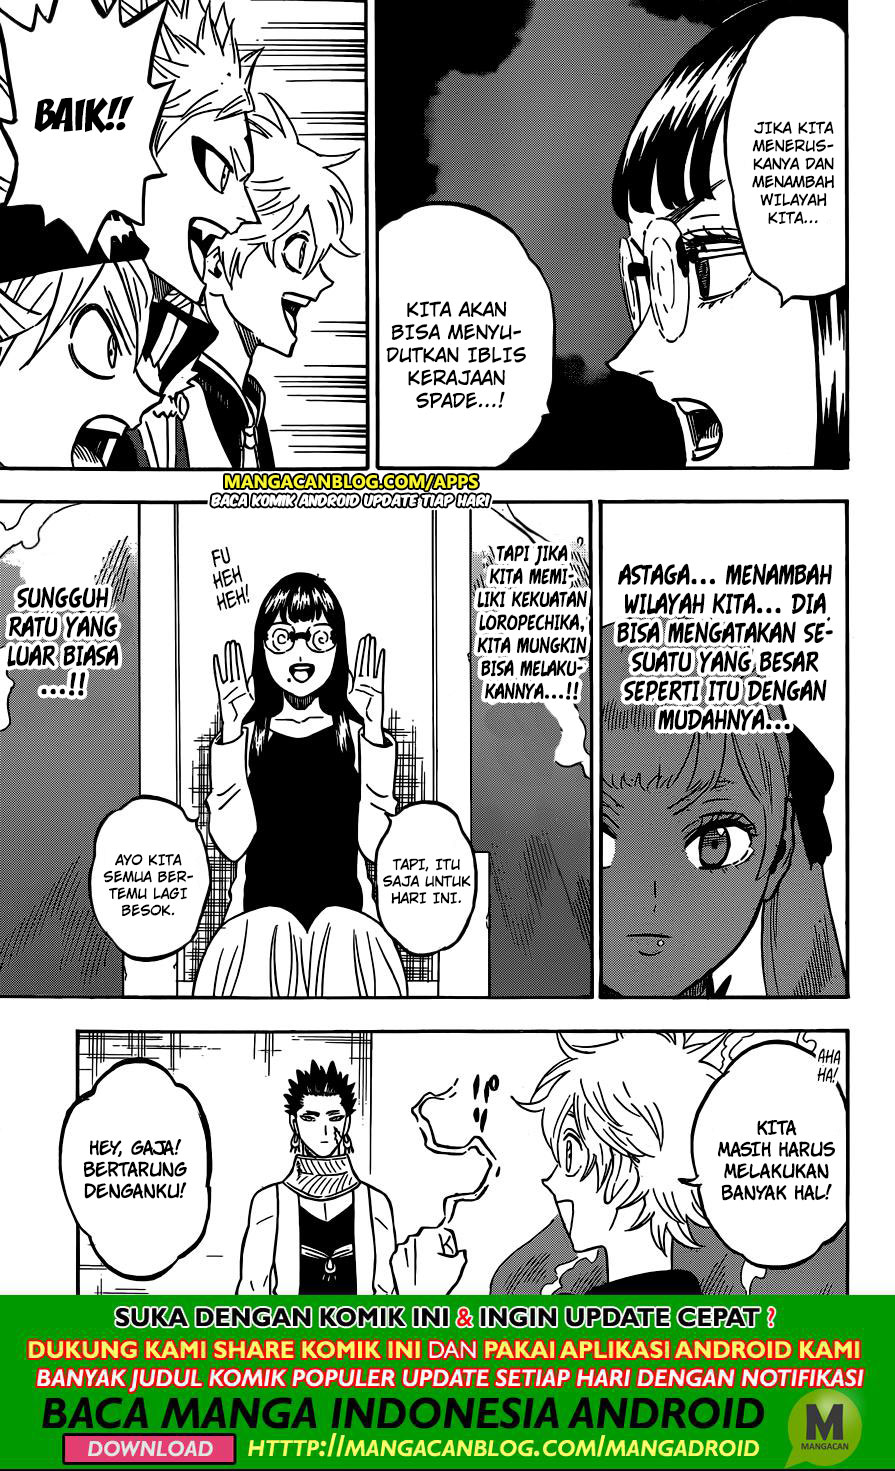 JIKA KITA
MENERUS-
KANYA DAN
MENAMBAH
WILAYAH
KITA...
KITA AKAN
BISA MENYU-
DUTKAN IBLIS
KERAJAAN
SPADE...!
BAIK!!
MANGACANBLOG.COM/APPS
BACA KOMIK ANDROID UPDATE TIAP HARI
ASTAGA... MENAMBAH
WILAYAH KITA... DIA
BISA MENGATAKAN SE-
SUATU YANG BESAR
SEPERTI ITU DENGAN
MUDAHNYA...
TAPI JIKA
KITA MEMI-
LIKI KEKUATAN
LOROPECHIKA,
KITA MUNGKIN
BISA MELAKU-
KANNYA...!!
FU
HEH
HEH!
SUNGGUH
RATU YANG
LUAR BIASA
...!!
TAPI, ITU
SAJA UNTUK
HARI INI.
AYO KITA
SEMUA BER-
TEMU LAGI
BESOK.
AHA
HA!
KITA
MASIH HARUS
MELAKUKAN
BANYAK HAL!
HEY, GAJA!
BERTARUNG
DENGANKU!
SUKA DENGAN KOMIK INI & INGIN UPDATE CEPAT ?
DUKUNG KAMI SHARE KOMIK INI DAN PAKAI APLIKASI ANDROID KAMI
BANYAK JUDUL KOMIK POPULER UPDATE SETIAP HARI DENGAN NOTIFIKASI
BACA MANGA INDONESIA ANDROID
DOWNLOAD HTTTP://MANGACANBLOG.COM/MANGADROID
M
MANGACAN